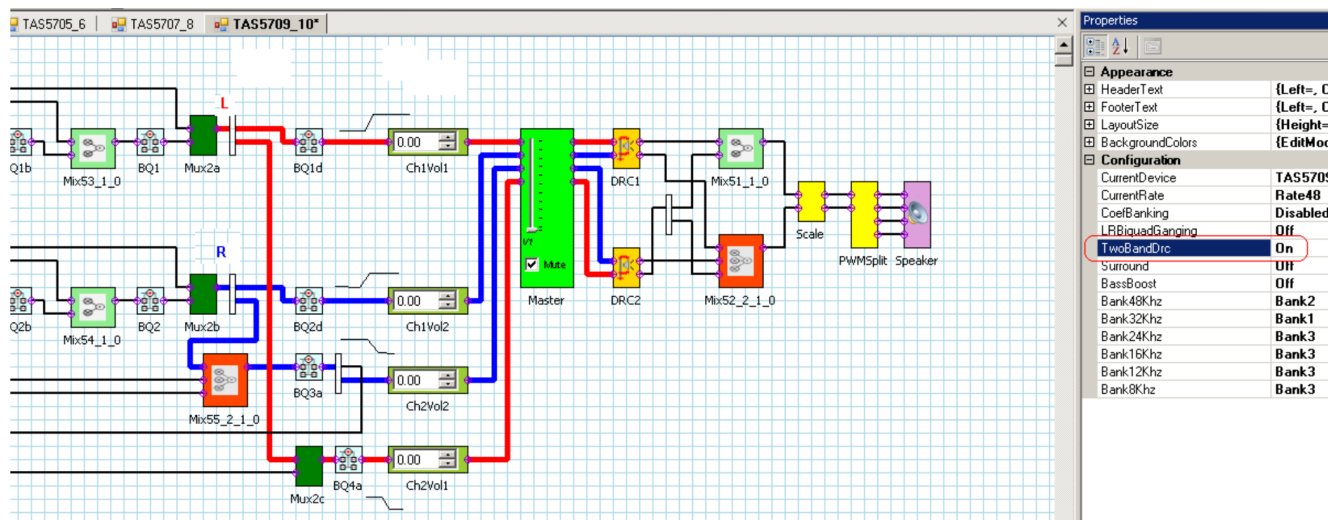 TAS5705_6 TAS5707_8 TAS5709_10*
Properties
Appearance
HeaderText {Left=, C
FooterText {Left=, C
LayoutSize {Height=
BackgroundColors {EditMod
Configuration
CurrentDevice TAS5709
CurrentRate Rate48
CoefBanking Disabled
LRBiquadGanging Off
TwoBandDrc On
Surround Off
BassBoost Off
Bank48Khz Bank2
Bank32Khz Bank1
Bank24Khz Bank3
Bank16Khz Bank3
Bank12Khz Bank3
Bank8Khz Bank3
L
0.00
Q1b Mix53_1_0 BQ1 Mux2a BQ1d Ch1Vol1 DRC1 Mix51_1_0
R
V1
Mute
Scale PWMSplit Speaker
0.00
Q2b Mix54_1_0 BQ2 Mux2b BQ2d Ch1Vol2 Master DRC2 Mix52_2_1_0
0.00
Mix55_2_1_0 BQ3a Ch2Vol2
0.00
Mux2c BQ4a Ch2Vol1